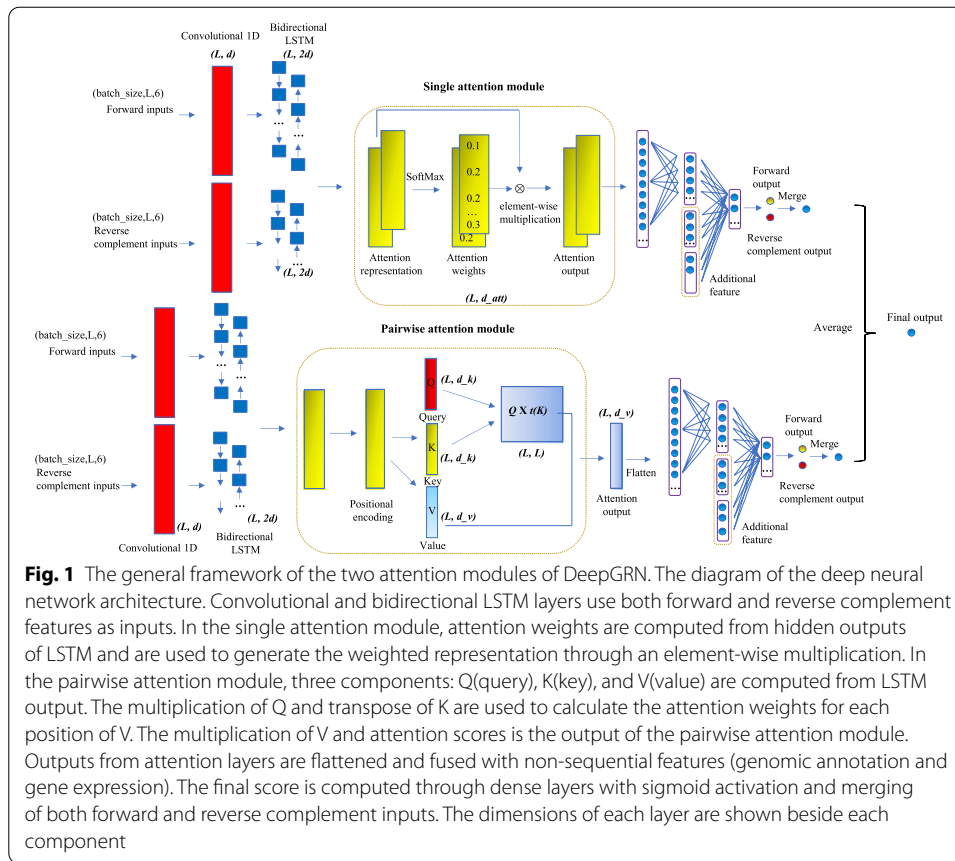 Bidirectional
LSTM
Convolutional 1D
(L, d)
(L, 2d)
(batch_size,L,6)
Forward inputs
...
...
(batch_size,L,6)
Reverse
complement inputs
...
...
(L, 2d)
Single attention module
SoftMax
0.1
0.2
0.2
...
0.3
0.2
⊗
element-wise
multiplication
Attention
representation
Attention
weights
Attention
output
(L, d_att)
...
...
...
...
Forward
output
Merge
Reverse
complement output
Additional
feature
Average
Final output
(batch_size,L,6)
Forward inputs
...
...
(batch_size,L,6)
Reverse
complement inputs
...
...
(L, d)
(L, 2d)
Convolutional 1D
Bidirectional
LSTM
Pairwise attention module
Positional
encoding
Q
(L, d_k)
Query
K
(L, d_k)
Key
V
(L, d_v)
Value
Q X t(K)
(L, L)
(L, d_v)
Attention
output
Flatten
...
...
...
...
...
Forward
output
Merge
Reverse
complement output
Additional
feature
Fig. 1 The general framework of the two attention modules of DeepGRN. The diagram of the deep neural
network architecture. Convolutional and bidirectional LSTM layers use both forward and reverse complement
features as inputs. In the single attention module, attention weights are computed from hidden outputs
of LSTM and are used to generate the weighted representation through an element-wise multiplication. In
the pairwise attention module, three components: Q(query), K(key), and V(value) are computed from LSTM
output. The multiplication of Q and transpose of K are used to calculate the attention weights for each
position of V. The multiplication of V and attention scores is the output of the pairwise attention module.
Outputs from attention layers are flattened and fused with non-sequential features (genomic annotation and
gene expression). The final score is computed through dense layers with sigmoid activation and merging
of both forward and reverse complement inputs. The dimensions of each layer are shown beside each
component